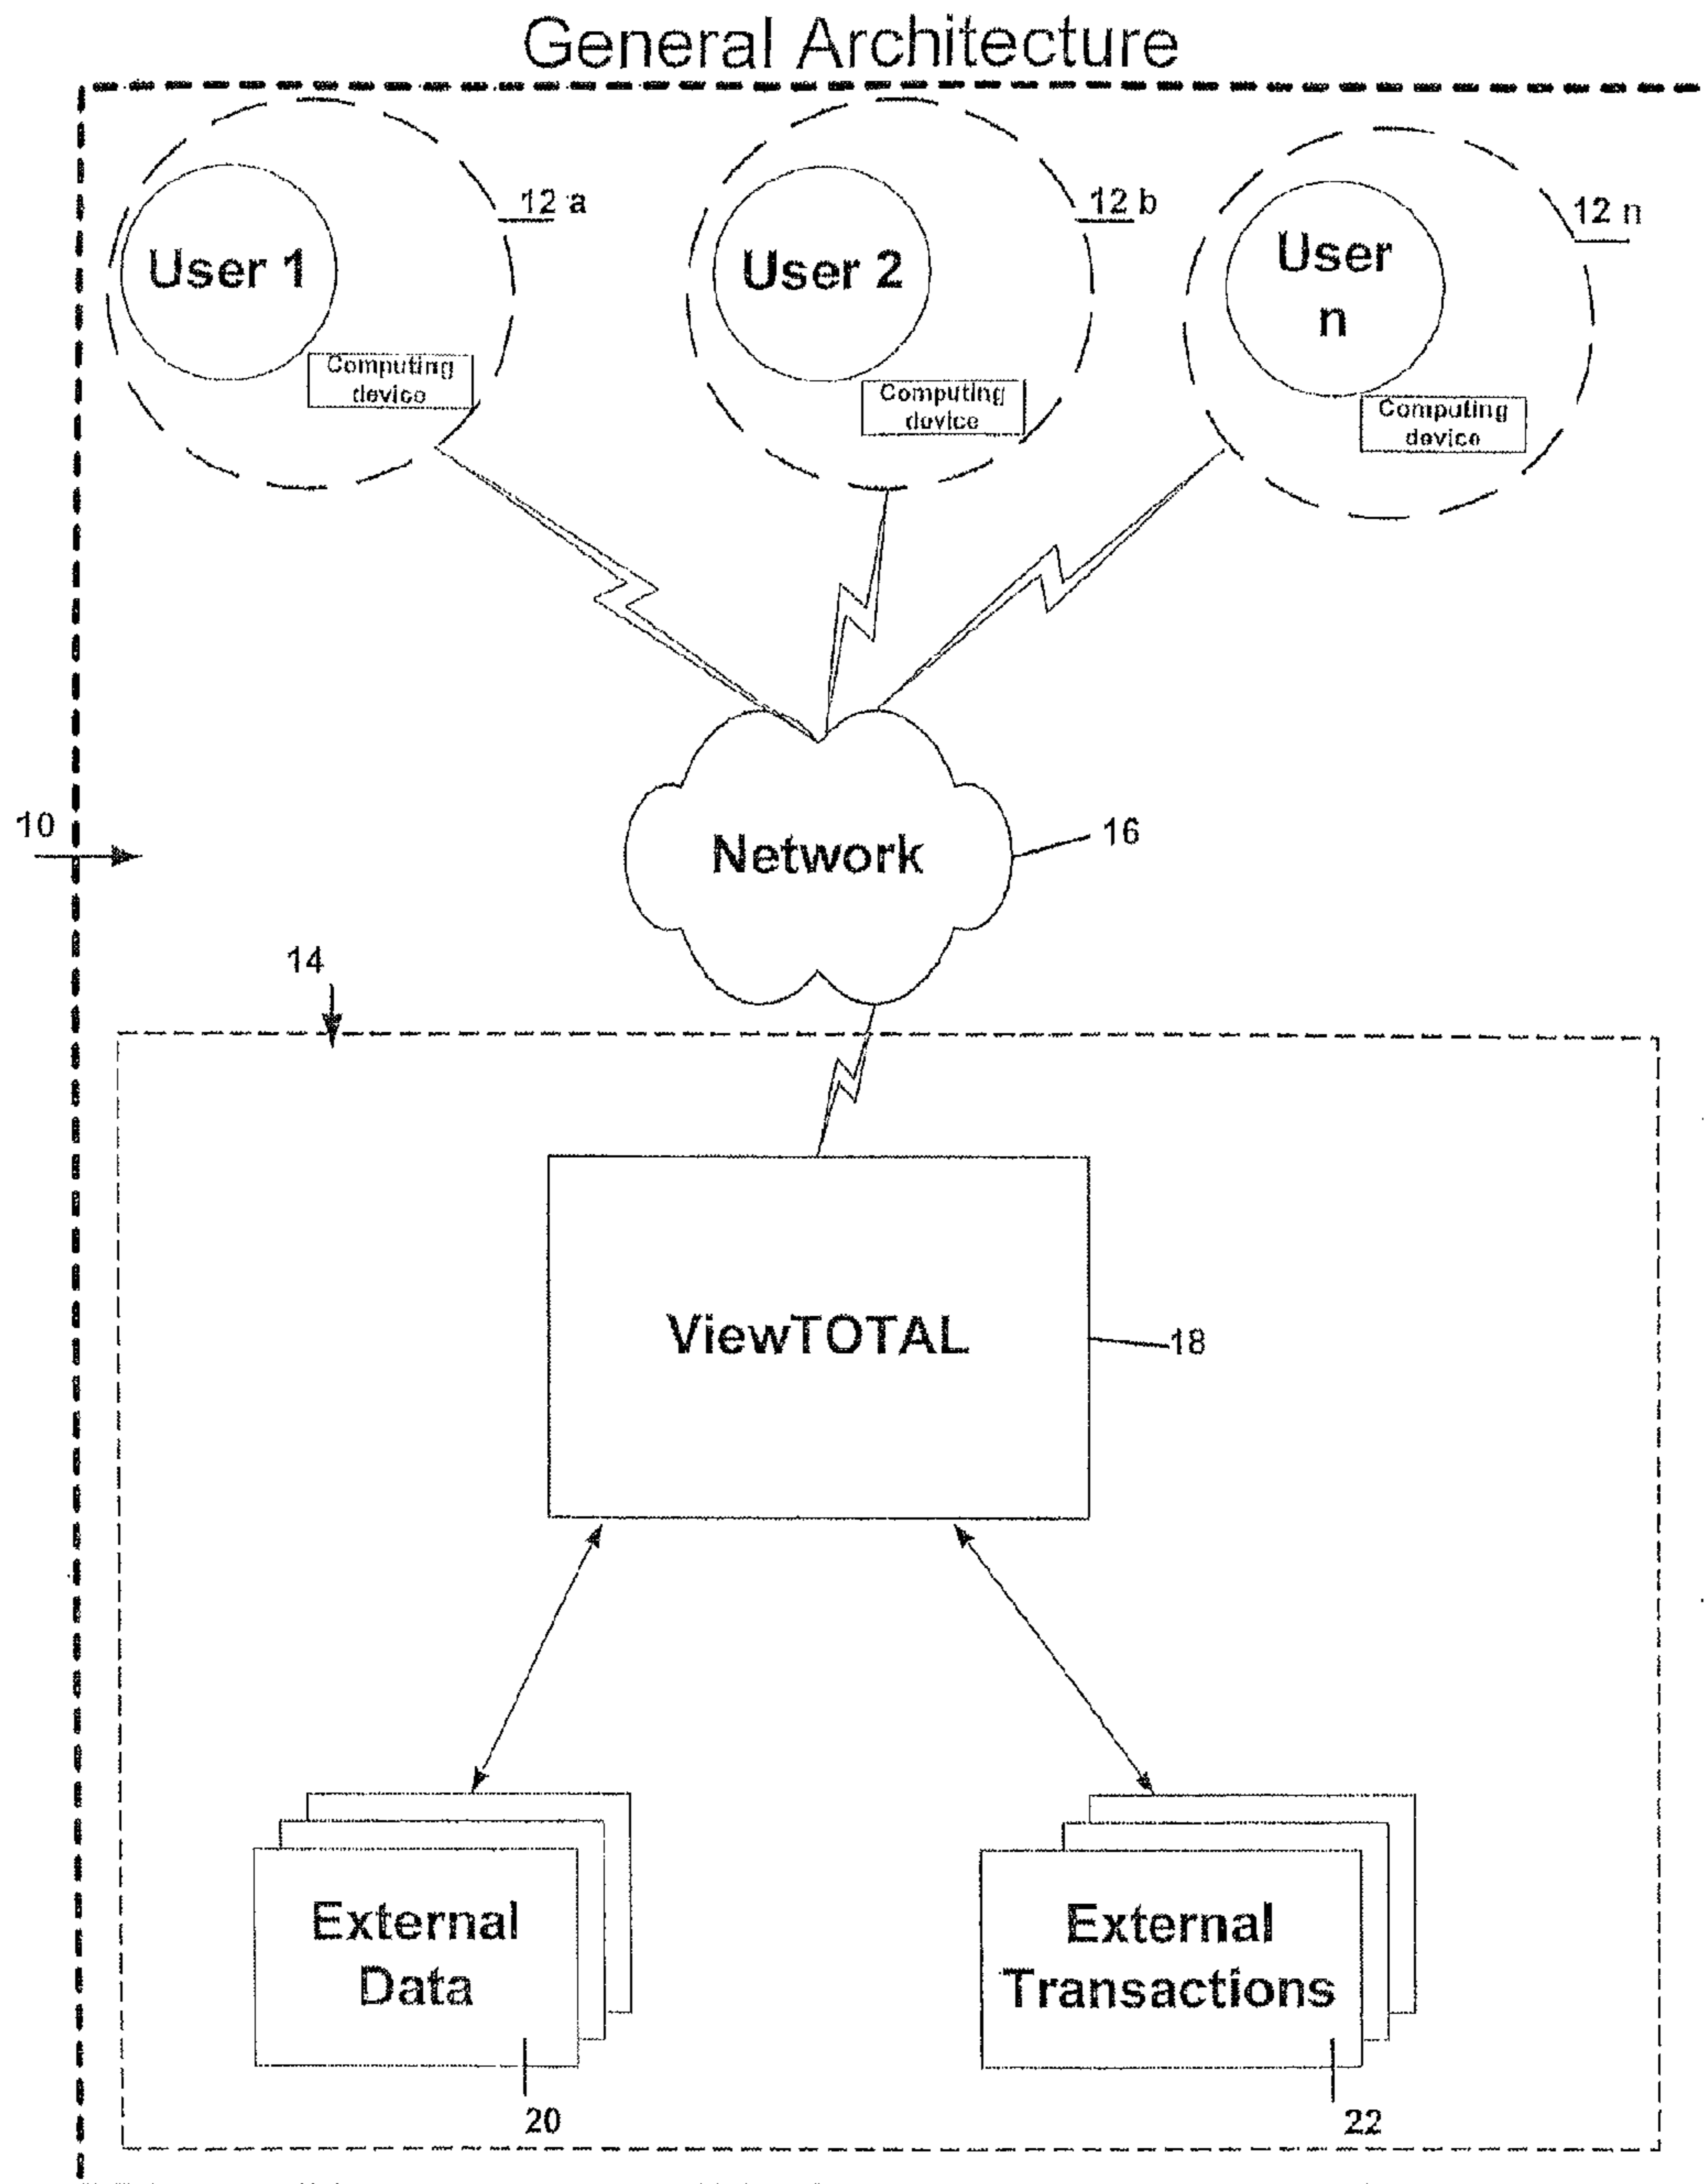 General Architecture
12 a
12 b
12 n
User 1
User 2
User
n
Computing
device
Computing
device
Computing
device
10
Network
16
14
ViewTOTAL
18
External
Data
External
Transactions
20
22